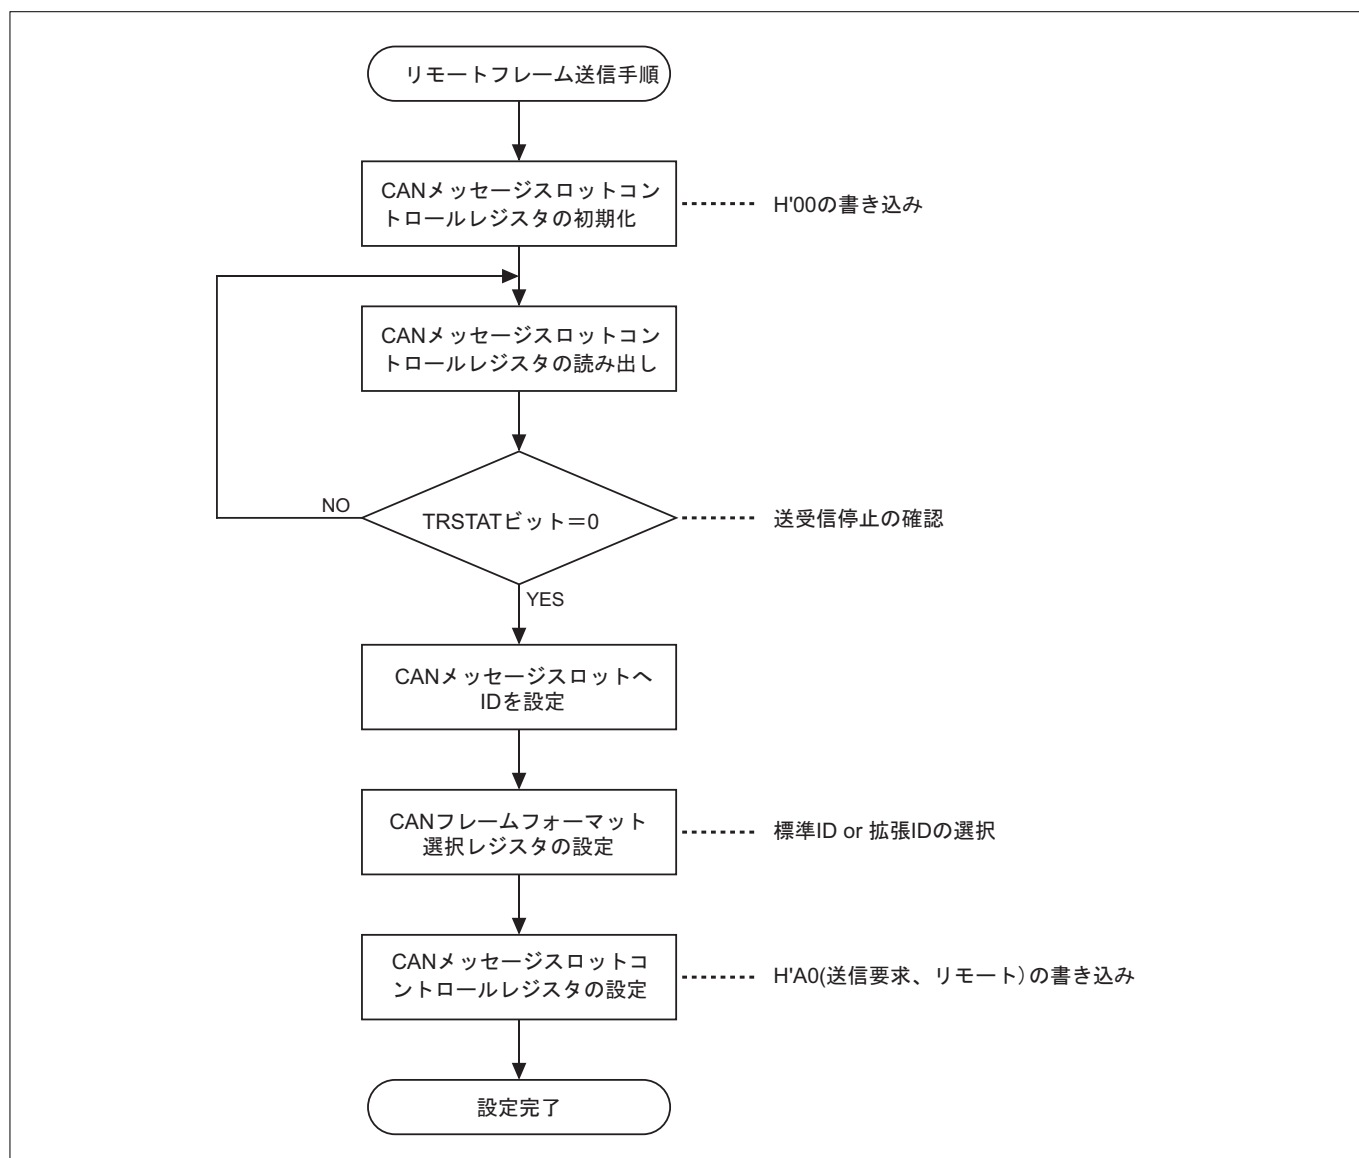 リモートフレーム送信手順
CANメッセージスロットコン
トロールレジスタの初期化
H'00の書き込み
CANメッセージスロットコン
トロールレジスタの読み出し
NO
TRSTATビット＝0
送受信停止の確認
YES
CANメッセージスロットへ
IDを設定
CANフレームフォーマット
選択レジスタの設定
標準ID or 拡張IDの選択
CANメッセージスロットコ
ントロールレジスタの設定
H'A0(送信要求、リモート)の書き込み
設定完了